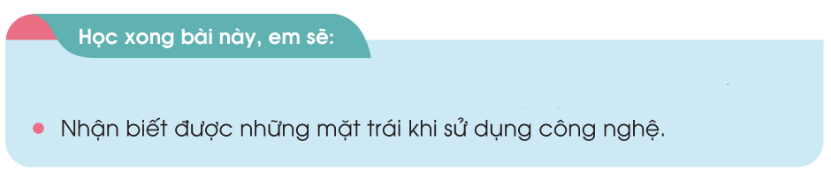 Học xong bài này, em sẽ:
Nhận biết được những mặt trái khi sử dụng công nghệ.